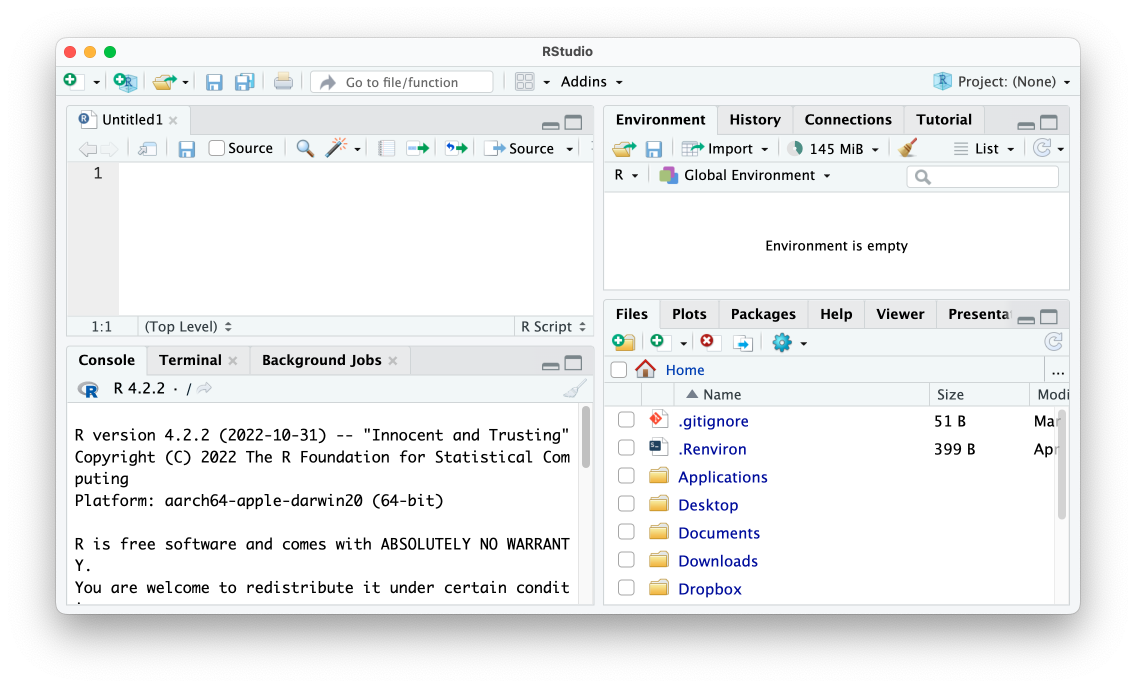 RStudio
Go to file/function Addins Project: (None)
Untitled1
Source Source
1
1:1 (Top Level) R Script
Console Terminal Background Jobs
R 4.2.2 · /
R version 4.2.2 (2022-10-31) -- "Innocent and Trusting"
Copyright (C) 2022 The R Foundation for Statistical Com
puting
Platform: aarch64-apple-darwin20 (64-bit)
R is free software and comes with ABSOLUTELY NO WARRANT
Y.
You are welcome to redistribute it under certain condit
Environment History Connections Tutorial
Import 145 MiB List
R Global Environment
Environment is empty
Files Plots Packages Help Viewer Presenta
Home ...
Name Size Modi
.gitignore 51 B Mar
.Renviron 399 B Apr
Applications
Desktop
Documents
Downloads
Dropbox